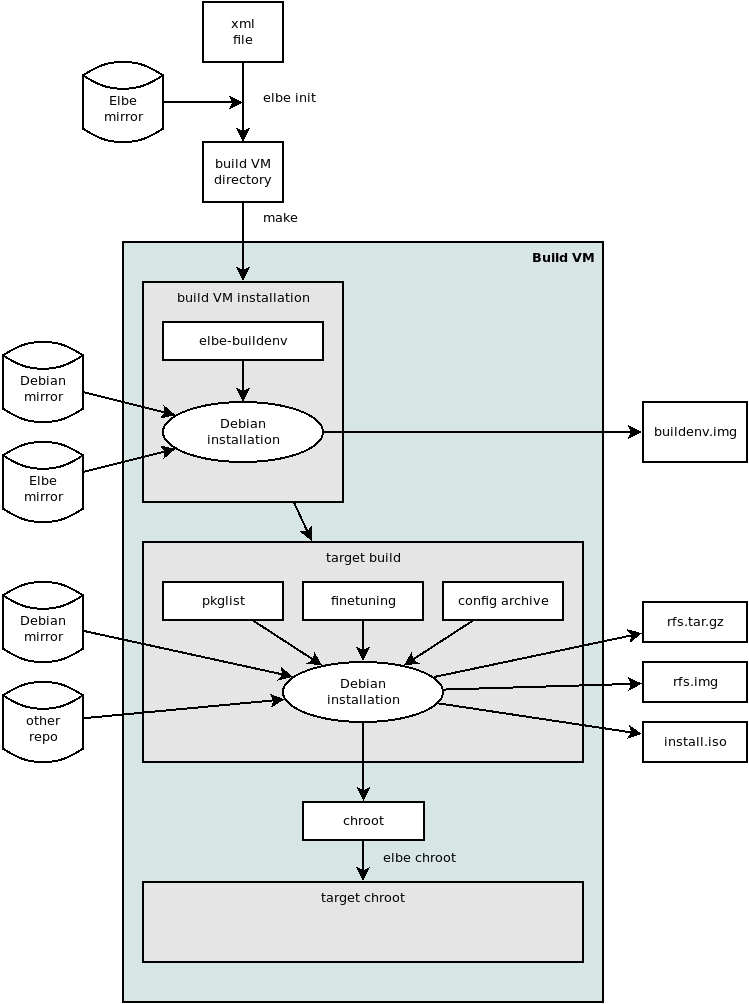 xml
file
Elbe
mirror
elbe init
build VM
directory
make
Build VM
build VM installation
elbe-buildenv
Debian
mirror
Debian
installation
buildenv.img
Elbe
mirror
target build
pkglist
finetuning
config archive
Debian
mirror
rfs.tar.gz
Debian
installation
rfs.img
other
repo
install.iso
chroot
elbe chroot
target chroot